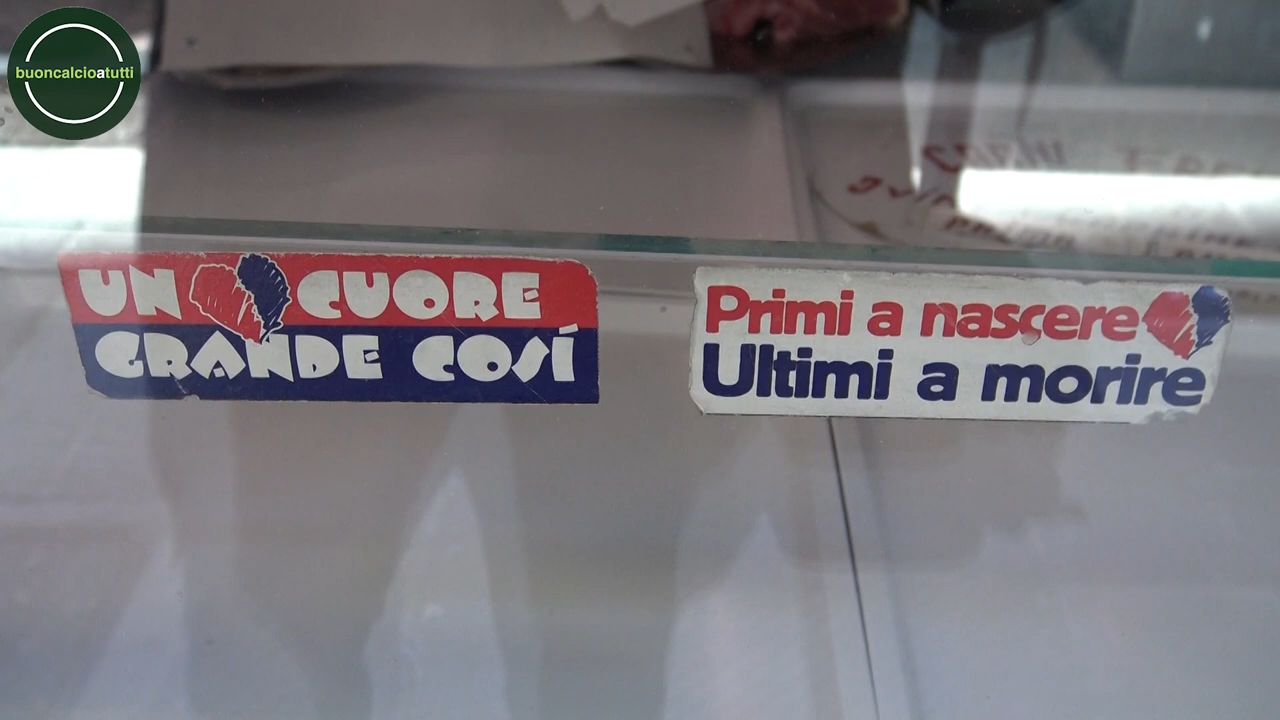 buoncalcioatutti
UN CUORE
GRANDE COSÍ
Primi a nascere
Ultimi a morire